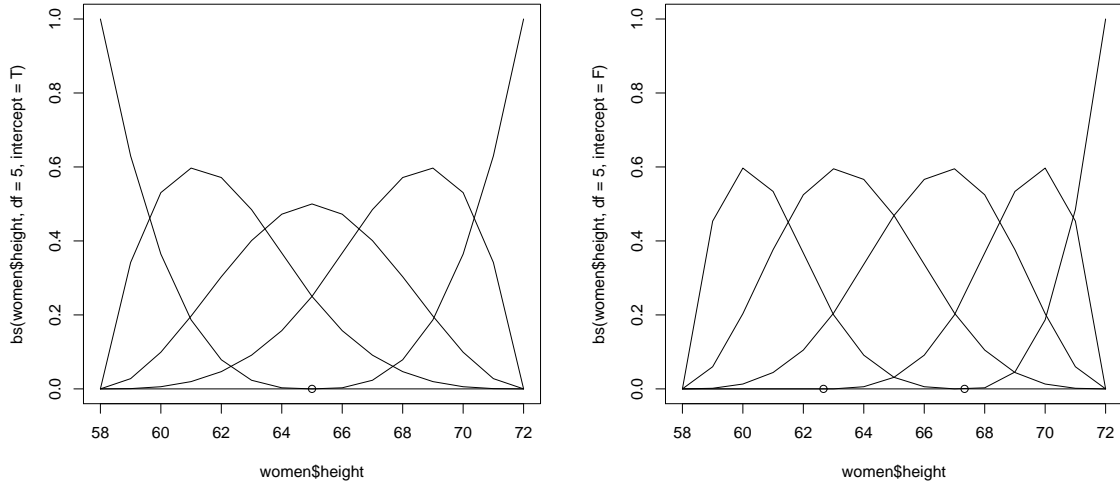 bs(women$height, df = 5, intercept = T)
1.0
0.8
0.6
0.4
0.2
0.0
58 60 62 64 66 68 70 72
women$height
bs(women$height, df = 5, intercept = F)
1.0
0.8
0.6
0.4
0.2
0.0
58 60 62 64 66 68 70 72
women$height